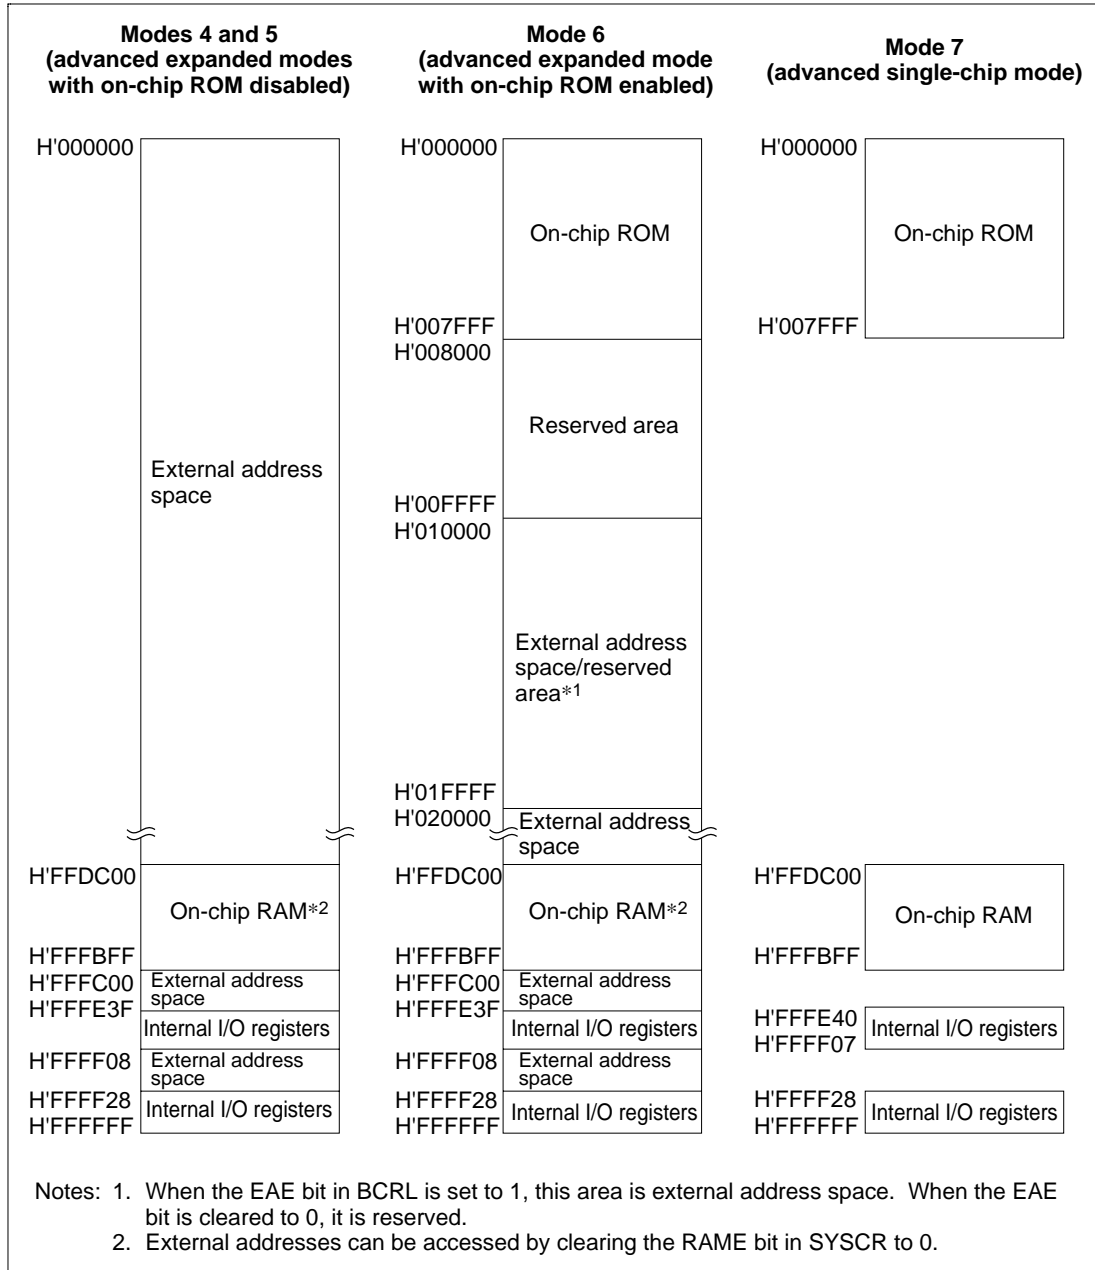 Modes 4 and 5
(advanced expanded modes
with on-chip ROM disabled)
H'000000
External address
space
H'FFDC00
On-chip RAM*2
H'FFFBFF
H'FFFC00
External address
space
H'FFFE3F
Internal I/O registers
H'FFFF08
External address
space
H'FFFF28
Internal I/O registers
H'FFFFFF
Mode 6
(advanced expanded mode
with on-chip ROM enabled)
H'000000
On-chip ROM
H'007FFF
H'008000
Reserved area
H'00FFFF
H'010000
External address
space/reserved
area*1
H'01FFFF
H'020000
External address
space
H'FFDC00
On-chip RAM*2
H'FFFBFF
H'FFFC00
External address
space
H'FFFE3F
Internal I/O registers
H'FFFF08
External address
space
H'FFFF28
Internal I/O registers
H'FFFFFF
Mode 7
(advanced single-chip mode)
H'000000
On-chip ROM
H'007FFF
H'FFDC00
On-chip RAM
H'FFFBFF
H'FFFE40
Internal I/O registers
H'FFFF07
H'FFFF28
Internal I/O registers
H'FFFFFF
Notes: 1. When the EAE bit in BCRL is set to 1, this area is external address space. When the EAE
bit is cleared to 0, it is reserved.
2. External addresses can be accessed by clearing the RAME bit in SYSCR to 0.